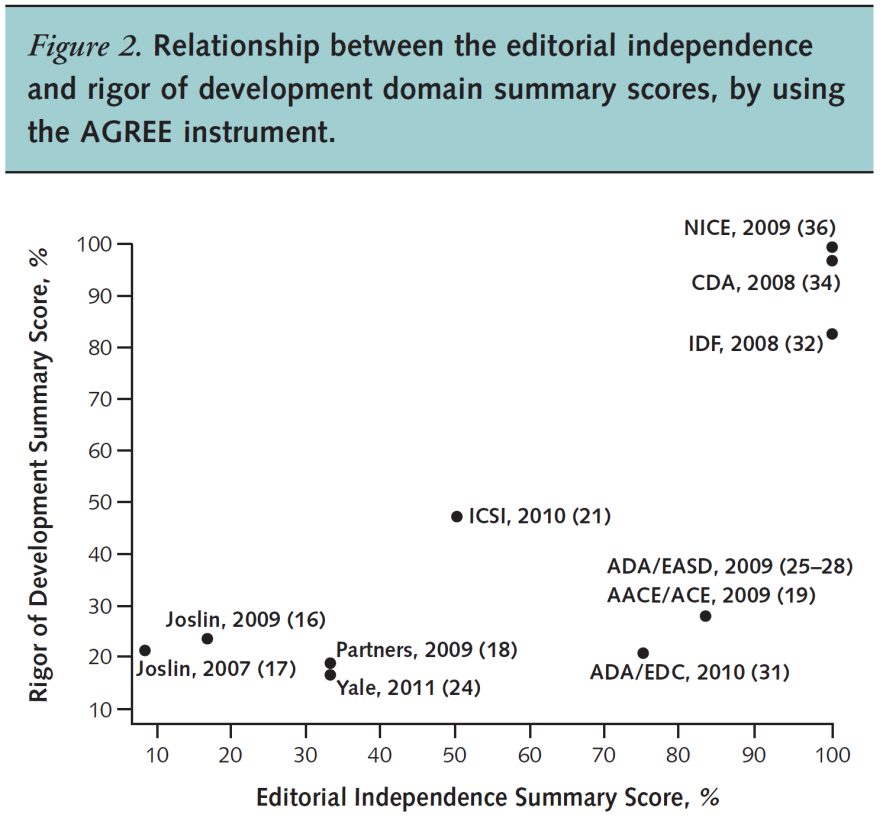 Figure 2. Relationship between the editorial independence
and rigor of development domain summary scores, by using
the AGREE instrument.
Rigor of Development Summary Score, %
100
90
80
70
60
50
40
30
20
10
NICE, 2009 (36)
CDA, 2008 (34)
IDF, 2008 (32)
ICSI, 2010 (21)
ADA/EASD, 2009 (25–28)
AACE/ACE, 2009 (19)
Joslin, 2009 (16)
Partners, 2009 (18)
Joslin, 2007 (17)
ADA/EDC, 2010 (31)
Yale, 2011 (24)
10 20 30 40 50 60 70 80 90 100
Editorial Independence Summary Score, %